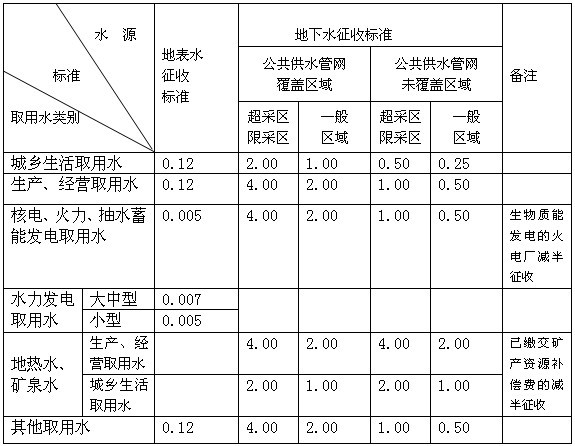 水 源
标准
取用水类别
地表水
征收
标准
地下水征收标准
公共供水管网
覆盖区域
公共供水管网
未覆盖区域
备注
超采区
限采区
一般
区域
超采区
限采区
一般
区域
城乡生活取用水 0.12 2.00 1.00 0.50 0.25
生产、经营取用水 0.12 4.00 2.00 1.00 0.50
核电、火力、抽水蓄
能发电取用水
0.005 4.00 2.00 1.00 0.50
生物质能
发电的火
电厂减半
征收
水力发电
取用水
大中型 0.007
小型 0.005
地热水、
矿泉水
生产、经
营取用水
4.00 2.00 4.00 2.00
城乡生活
取用水
2.00 1.00 2.00 1.00
已缴交矿
产资源补
偿费的减
半征收
其他取用水 0.12 4.00 2.00 1.00 0.50